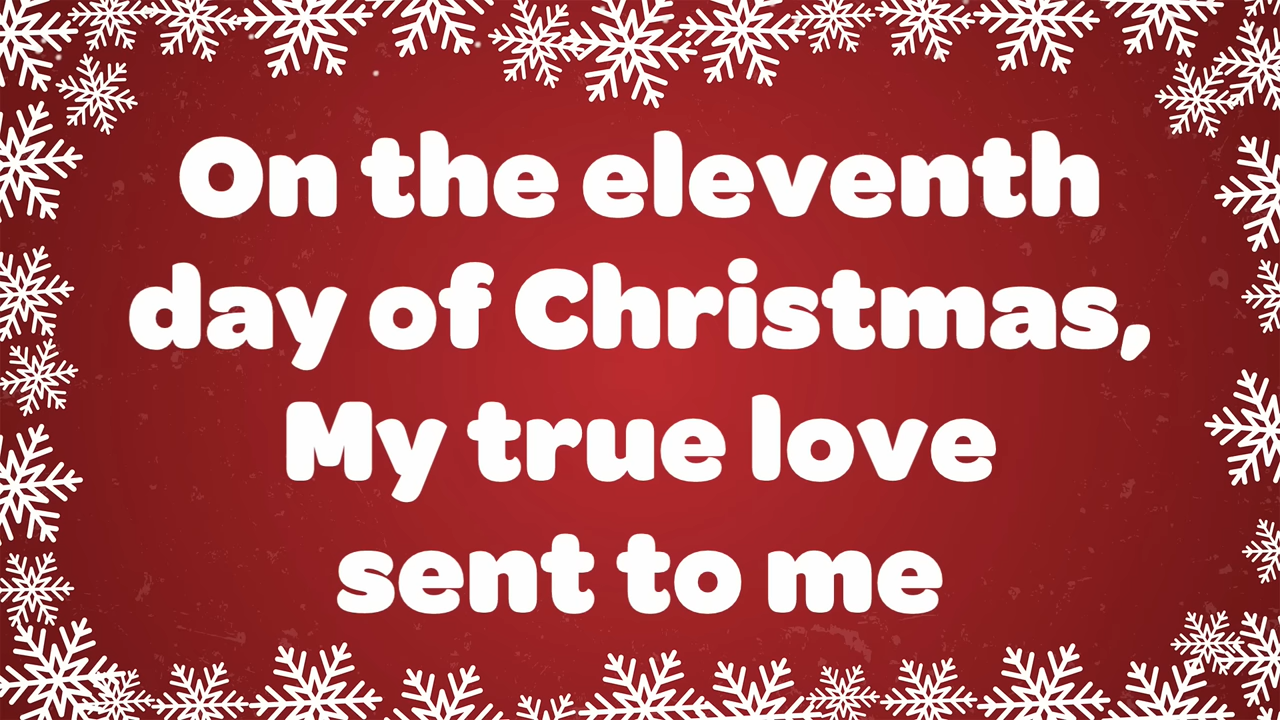 On the eleventh
day of Christmas,
My true love
sent to me